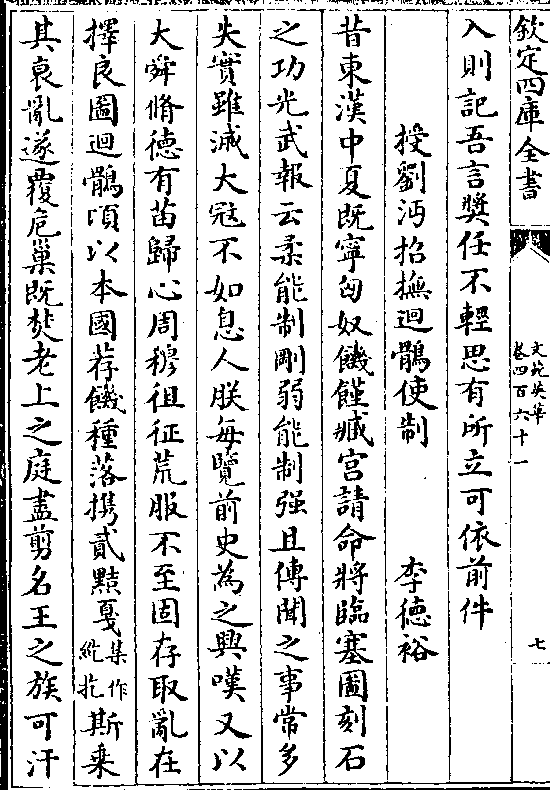 欽定四庫全書
文苑英華
卷四百六十一
七
入則記吾言奬任不輕思有所立可依前件
授劉沔招撫迴鶻使制 李德裕
昔東漢中夏既寧匈奴饑饉臧宫請命將臨塞圖刻石
之功光武報云柔能制剛弱能制强且傳聞之事常多
失實雖滅大冦不如息人朕每覽前史為之興嘆又以
大舜脩徳有苗歸心周穆徂征荒服不至固存取亂在
擇良圖迴鶻頃以本國荐饑種落携貳黠戛集作紇扢斯乗
其衰亂遂覆危巢既焚老上之庭盡剪名王之族可汗